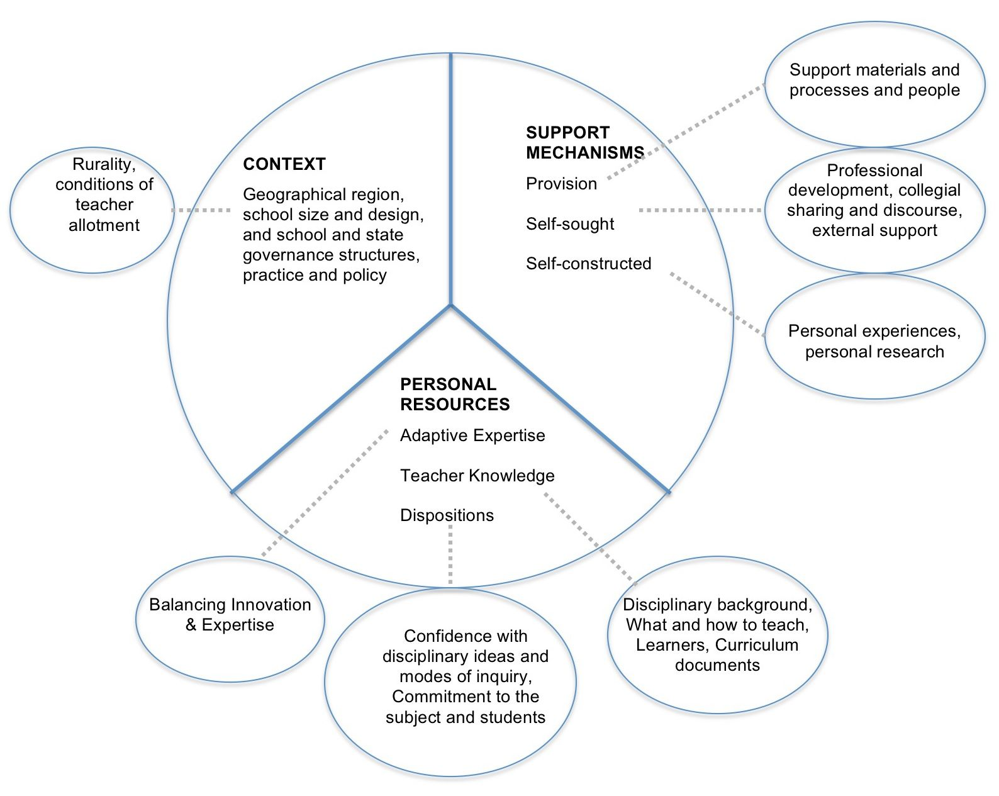 Rurality,
conditions of
teacher
allotment
CONTEXT
Geographical region,
school size and design,
and school and state
governance structures,
practice and policy
SUPPORT
MECHANISMS
Provision
Self-sought
Self-constructed
Support materials and
processes and people
Professional
development, collegial
sharing and discourse,
external support
Personal experiences,
personal research
PERSONAL
RESOURCES
Adaptive Expertise
Teacher Knowledge
Dispositions
Balancing Innovation
& Expertise
Confidence with
disciplinary ideas and
modes of inquiry,
Commitment to the
subject and students
Disciplinary background,
What and how to teach,
Learners, Curriculum
documents